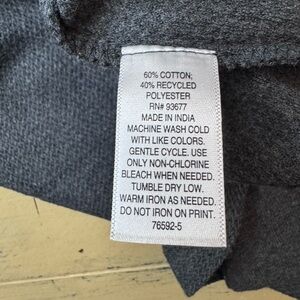 60% COTTON;
40% RECYCLED
POLYESTER
RN# 93677
MADE IN INDIA
MACHINE WASH COLD
WITH LIKE COLORS.
GENTLE CYCLE. USE
ONLY NON-CHLORINE
BLEACH WHEN NEEDED.
TUMBLE DRY LOW.
WARM IRON AS NEEDED.
DO NOT IRON ON PRINT.
76592-5